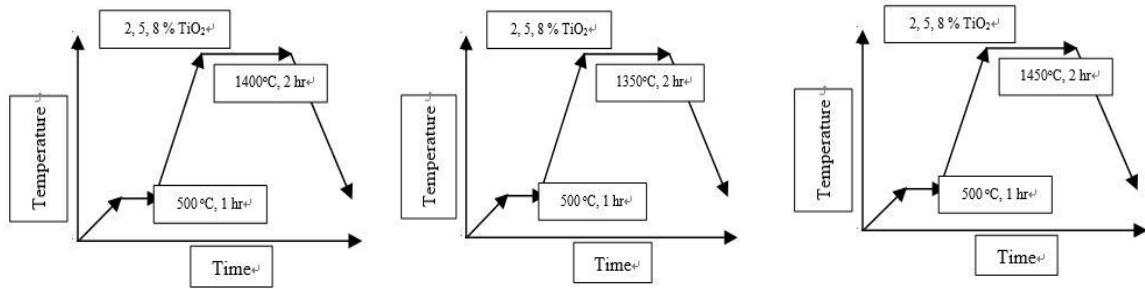 2, 5, 8 % TiO₂↵
1400°C, 2 hr↵
Temperature↵
500 °C, 1 hr↵
Time↵
2, 5, 8 % TiO₂↵
1350°C, 2 hr↵
Temperature↵
500 °C, 1 hr↵
Time↵
2, 5, 8 % TiO₂↵
1450°C, 2 hr↵
Temperature↵
500 °C, 1 hr↵
Time↵